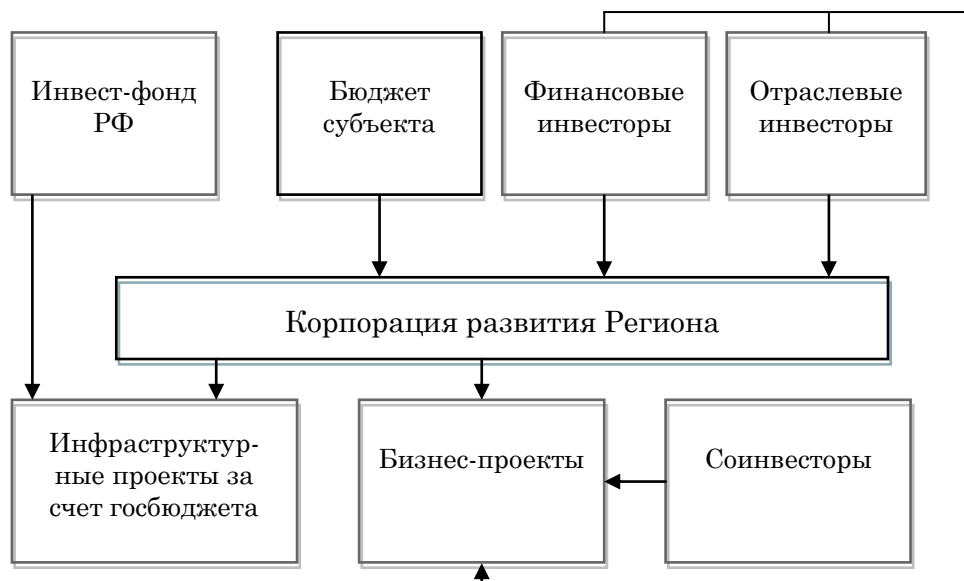 Инвест-фонд
РФ
Бюджет
субъекта
Финансовые
инвесторы
Отраслевые
инвесторы
Корпорация развития Региона
Инфраструктур-
ные проекты за
счет госбюджета
Бизнес-проекты
Соинвесторы